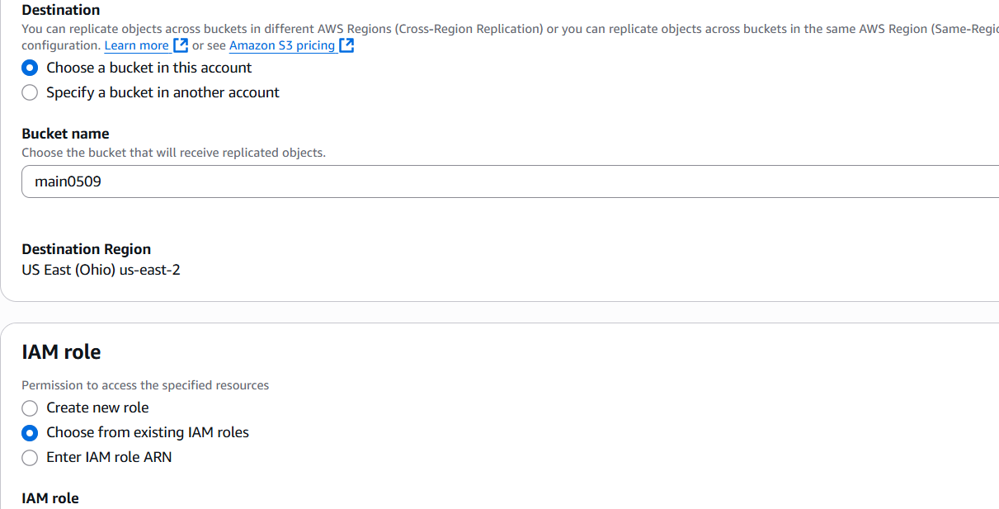 Destination
You can replicate objects across buckets in different AWS Regions (Cross-Region Replication) or you can replicate objects across buckets in the same AWS Region (Same-Regio
configuration. Learn more or see Amazon S3 pricing
Choose a bucket in this account
Specify a bucket in another account
Bucket name
Choose the bucket that will receive replicated objects.
main0509
Destination Region
US East (Ohio) us-east-2
IAM role
Permission to access the specified resources
Create new role
Choose from existing IAM roles
Enter IAM role ARN
IAM role